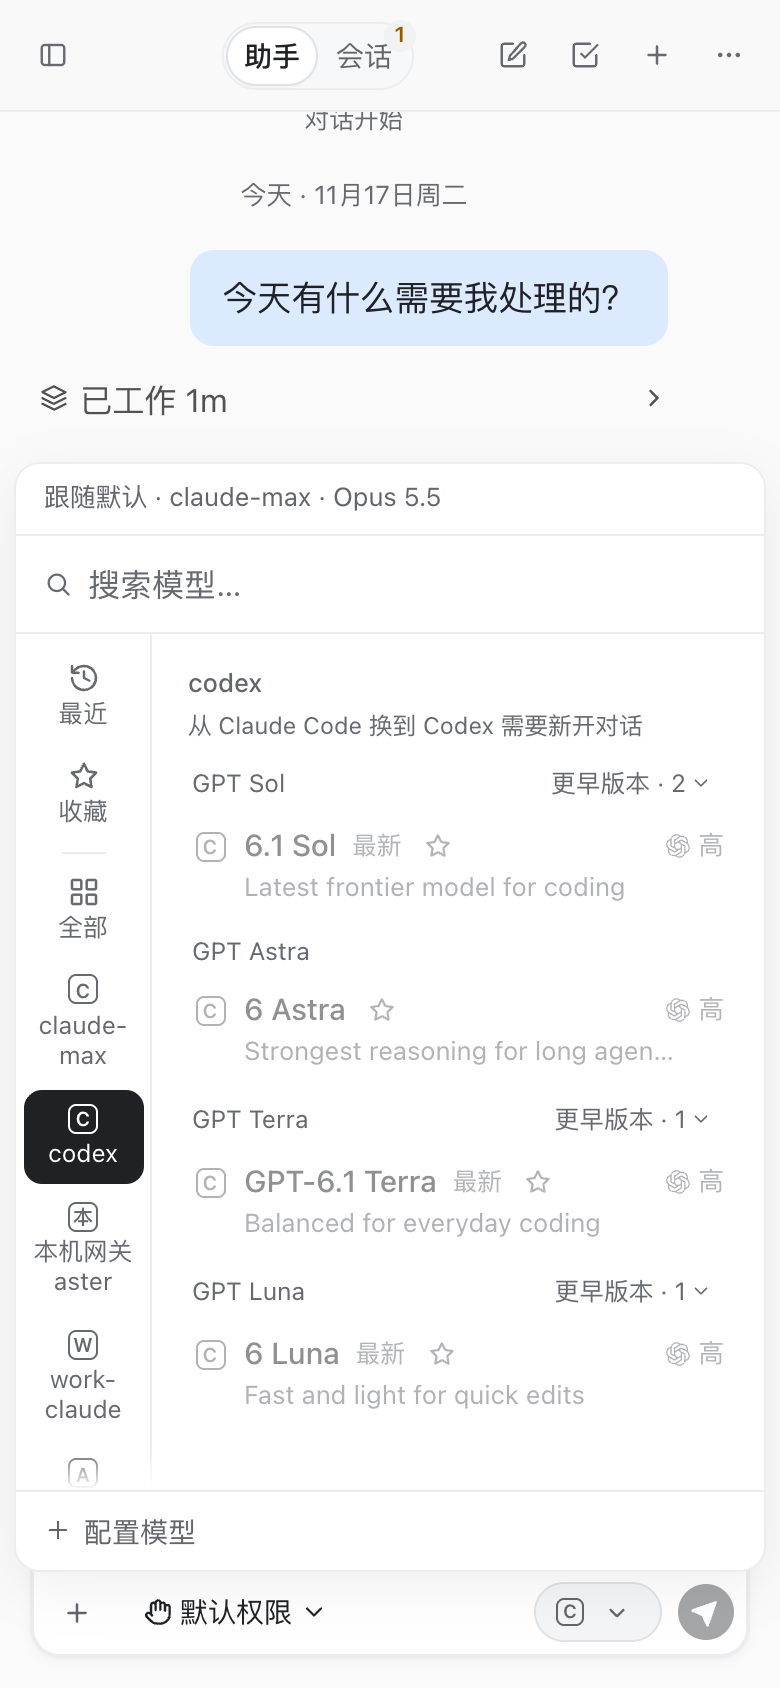 助手
会话
1
对话开始
今天 · 11月17日周二
今天有什么需要我处理的?
已工作 1m
跟随默认 · claude-max · Opus 5.5
搜索模型...
最近
收藏
全部
C
claude-
max
C
codex
本
本机网关
aster
W
work-
claude
A
codex
从 Claude Code 换到 Codex 需要新开对话
GPT Sol
更早版本 · 2
C
6.1 Sol 最新
高
Latest frontier model for coding
GPT Astra
C
6 Astra
高
Strongest reasoning for long agen...
GPT Terra
更早版本 · 1
C
GPT-6.1 Terra 最新
高
Balanced for everyday coding
GPT Luna
更早版本 · 1
C
6 Luna 最新
高
Fast and light for quick edits
+ 配置模型
默认权限
C